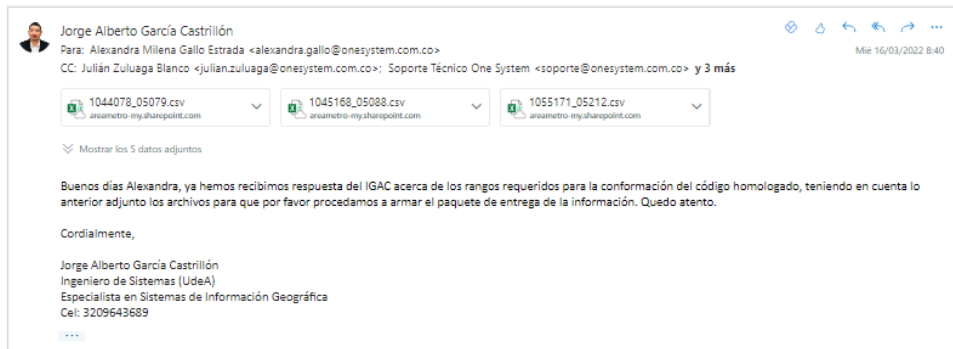 Jorge Alberto García Castrillón
Para: Alexandra Milena Gallo Estrada <alexandra.gallo@onesystem.com.co>
Mié 16/03/2022 8:40
CC: Julián Zuluaga Blanco <julian.zuluaga@onesystem.com.co>; Soporte Técnico One System <soporte@onesystem.com.co> y 3 más
1044078_05079.csv
areametro-my.sharepoint.com
1045168_05088.csv
areametro-my.sharepoint.com
1055171_05212.csv
areametro-my.sharepoint.com
Mostrar los 5 datos adjuntos
Buenos días Alexandra, ya hemos recibimos respuesta del IGAC acerca de los rangos requeridos para la conformación del código homologado, teniendo en cuenta lo
anterior adjunto los archivos para que por favor procedamos a armar el paquete de entrega de la información. Quedo atento.
Cordialmente,
Jorge Alberto García Castrillón
Ingeniero de Sistemas (UdeA)
Especialista en Sistemas de Información Geográfica
Cel: 3209643689